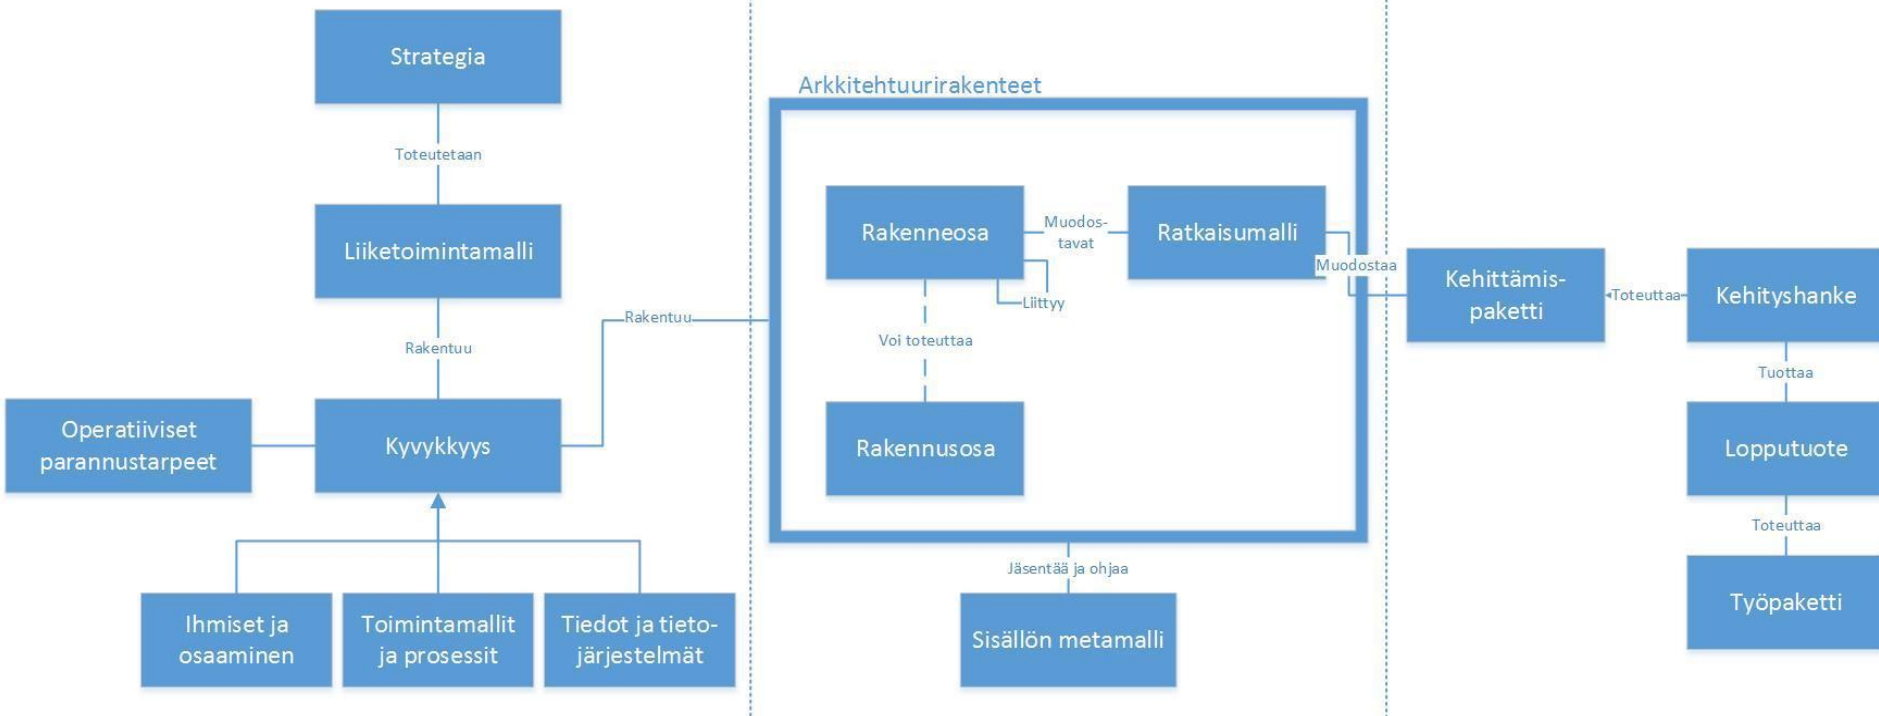 Strategia
Toteutetaan
Liiketoimintamalli
Rakentuu
Operatiiviset
parannustarpeet
Kyvykkyys
Rakentuu
Ihmiset ja
osaaminen
Toimintamallit
ja prosessit
Tiedot ja tieto-
järjestelmät
Arkkitehtuurirakenteet
Rakenneosa
Muodos-
tavat
Ratkaisumalli
Liittyy
Voi toteuttaa
Rakennusosa
Jäsentää ja ohjaa
Sisällön metamalli
Muodostaa
Kehittämis-
paketti
Toteuttaa
Kehityshanke
Tuottaa
Lopputuote
Toteuttaa
Työpaketti